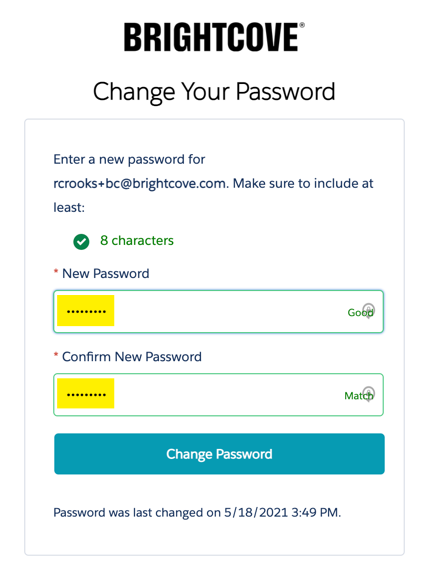 BRIGHTCOVE®
Change Your Password
Enter a new password for
rcrooks+bc@brightcove.com. Make sure to include at
least:
8 characters
* New Password
••••••••• Good
* Confirm New Password
••••••••• Match
Change Password
Password was last changed on 5/18/2021 3:49 PM.